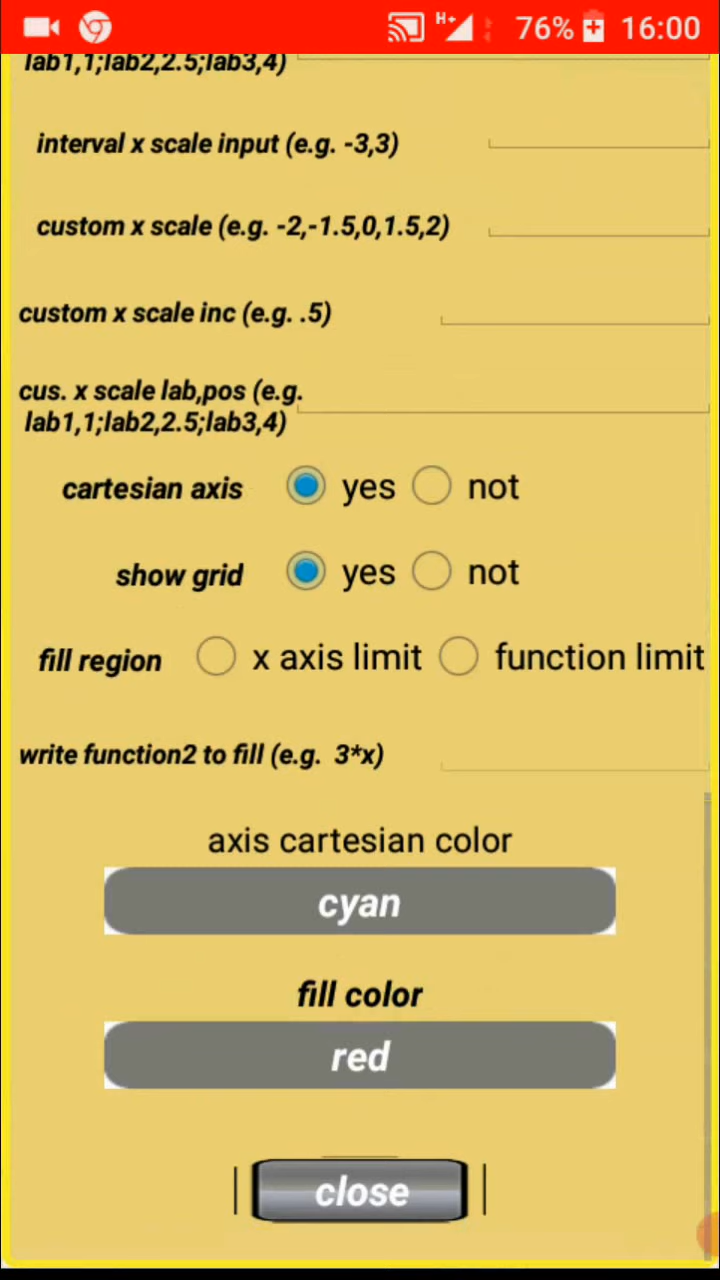 H+ 76% 16:00
lab1,1;lab2,2.5;lab3,4)
interval x scale input (e.g. -3,3)
custom x scale (e.g. -2,-1.5,0,1.5,2)
custom x scale inc (e.g. .5)
cus. x scale lab,pos (e.g.
lab1,1;lab2,2.5;lab3,4)
cartesian axis yes not
show grid yes not
fill region x axis limit function limit
write function2 to fill (e.g. 3*x)
axis cartesian color
cyan
fill color
red
close